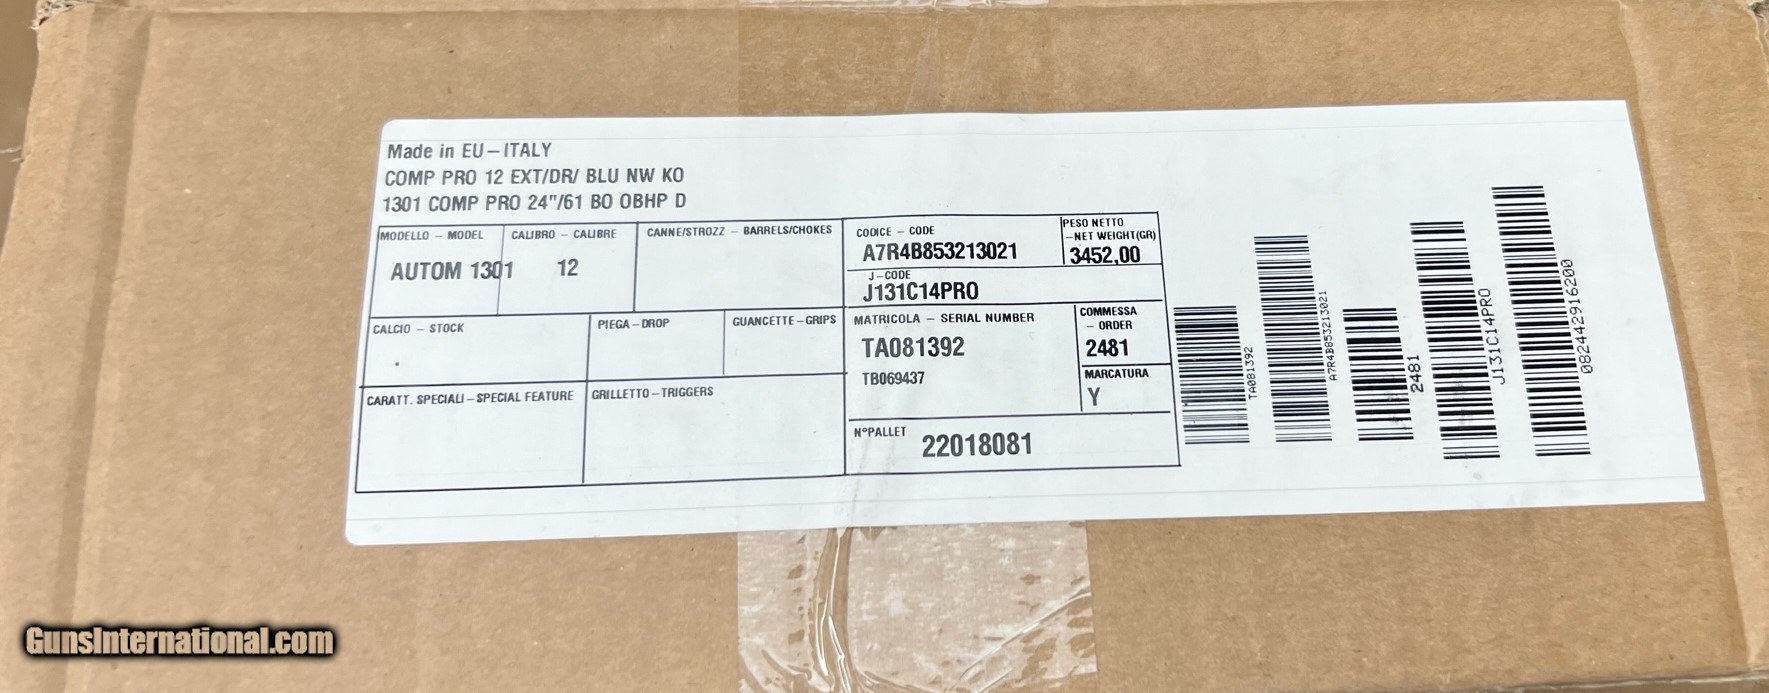 Made in EU-ITALY
COMP PRO 12 EXT/DR/ BLU NW KO
1301 COMP PRO 24"/61 BO OBHP D
MODELLO - MODEL
AUTOM 1301
CALIBRO - CALIBRE
12
CANNE/STROZZ - BARRELS/CHOKES
CODICE - CODE
A7R4B853213021
PESO NETTO
-NET WEIGHT(GR)
3452,00
J-CODE
J131C14PRO
CALCIO - STOCK
.
PIEGA-DROP
GUANCETTE-GRIPS
MATRICOLA - SERIAL NUMBER
TA081392
TB069437
COMMESSA
- ORDER
2481
MARCATURA
Y
CARATT. SPECIALI-SPECIAL FEATURE
GRILLETTO-TRIGGERS
N°PALLET
22018081
TA081392
A7R4B853213021
2481
J131C14PRO
082442916200
GunsInternational.com